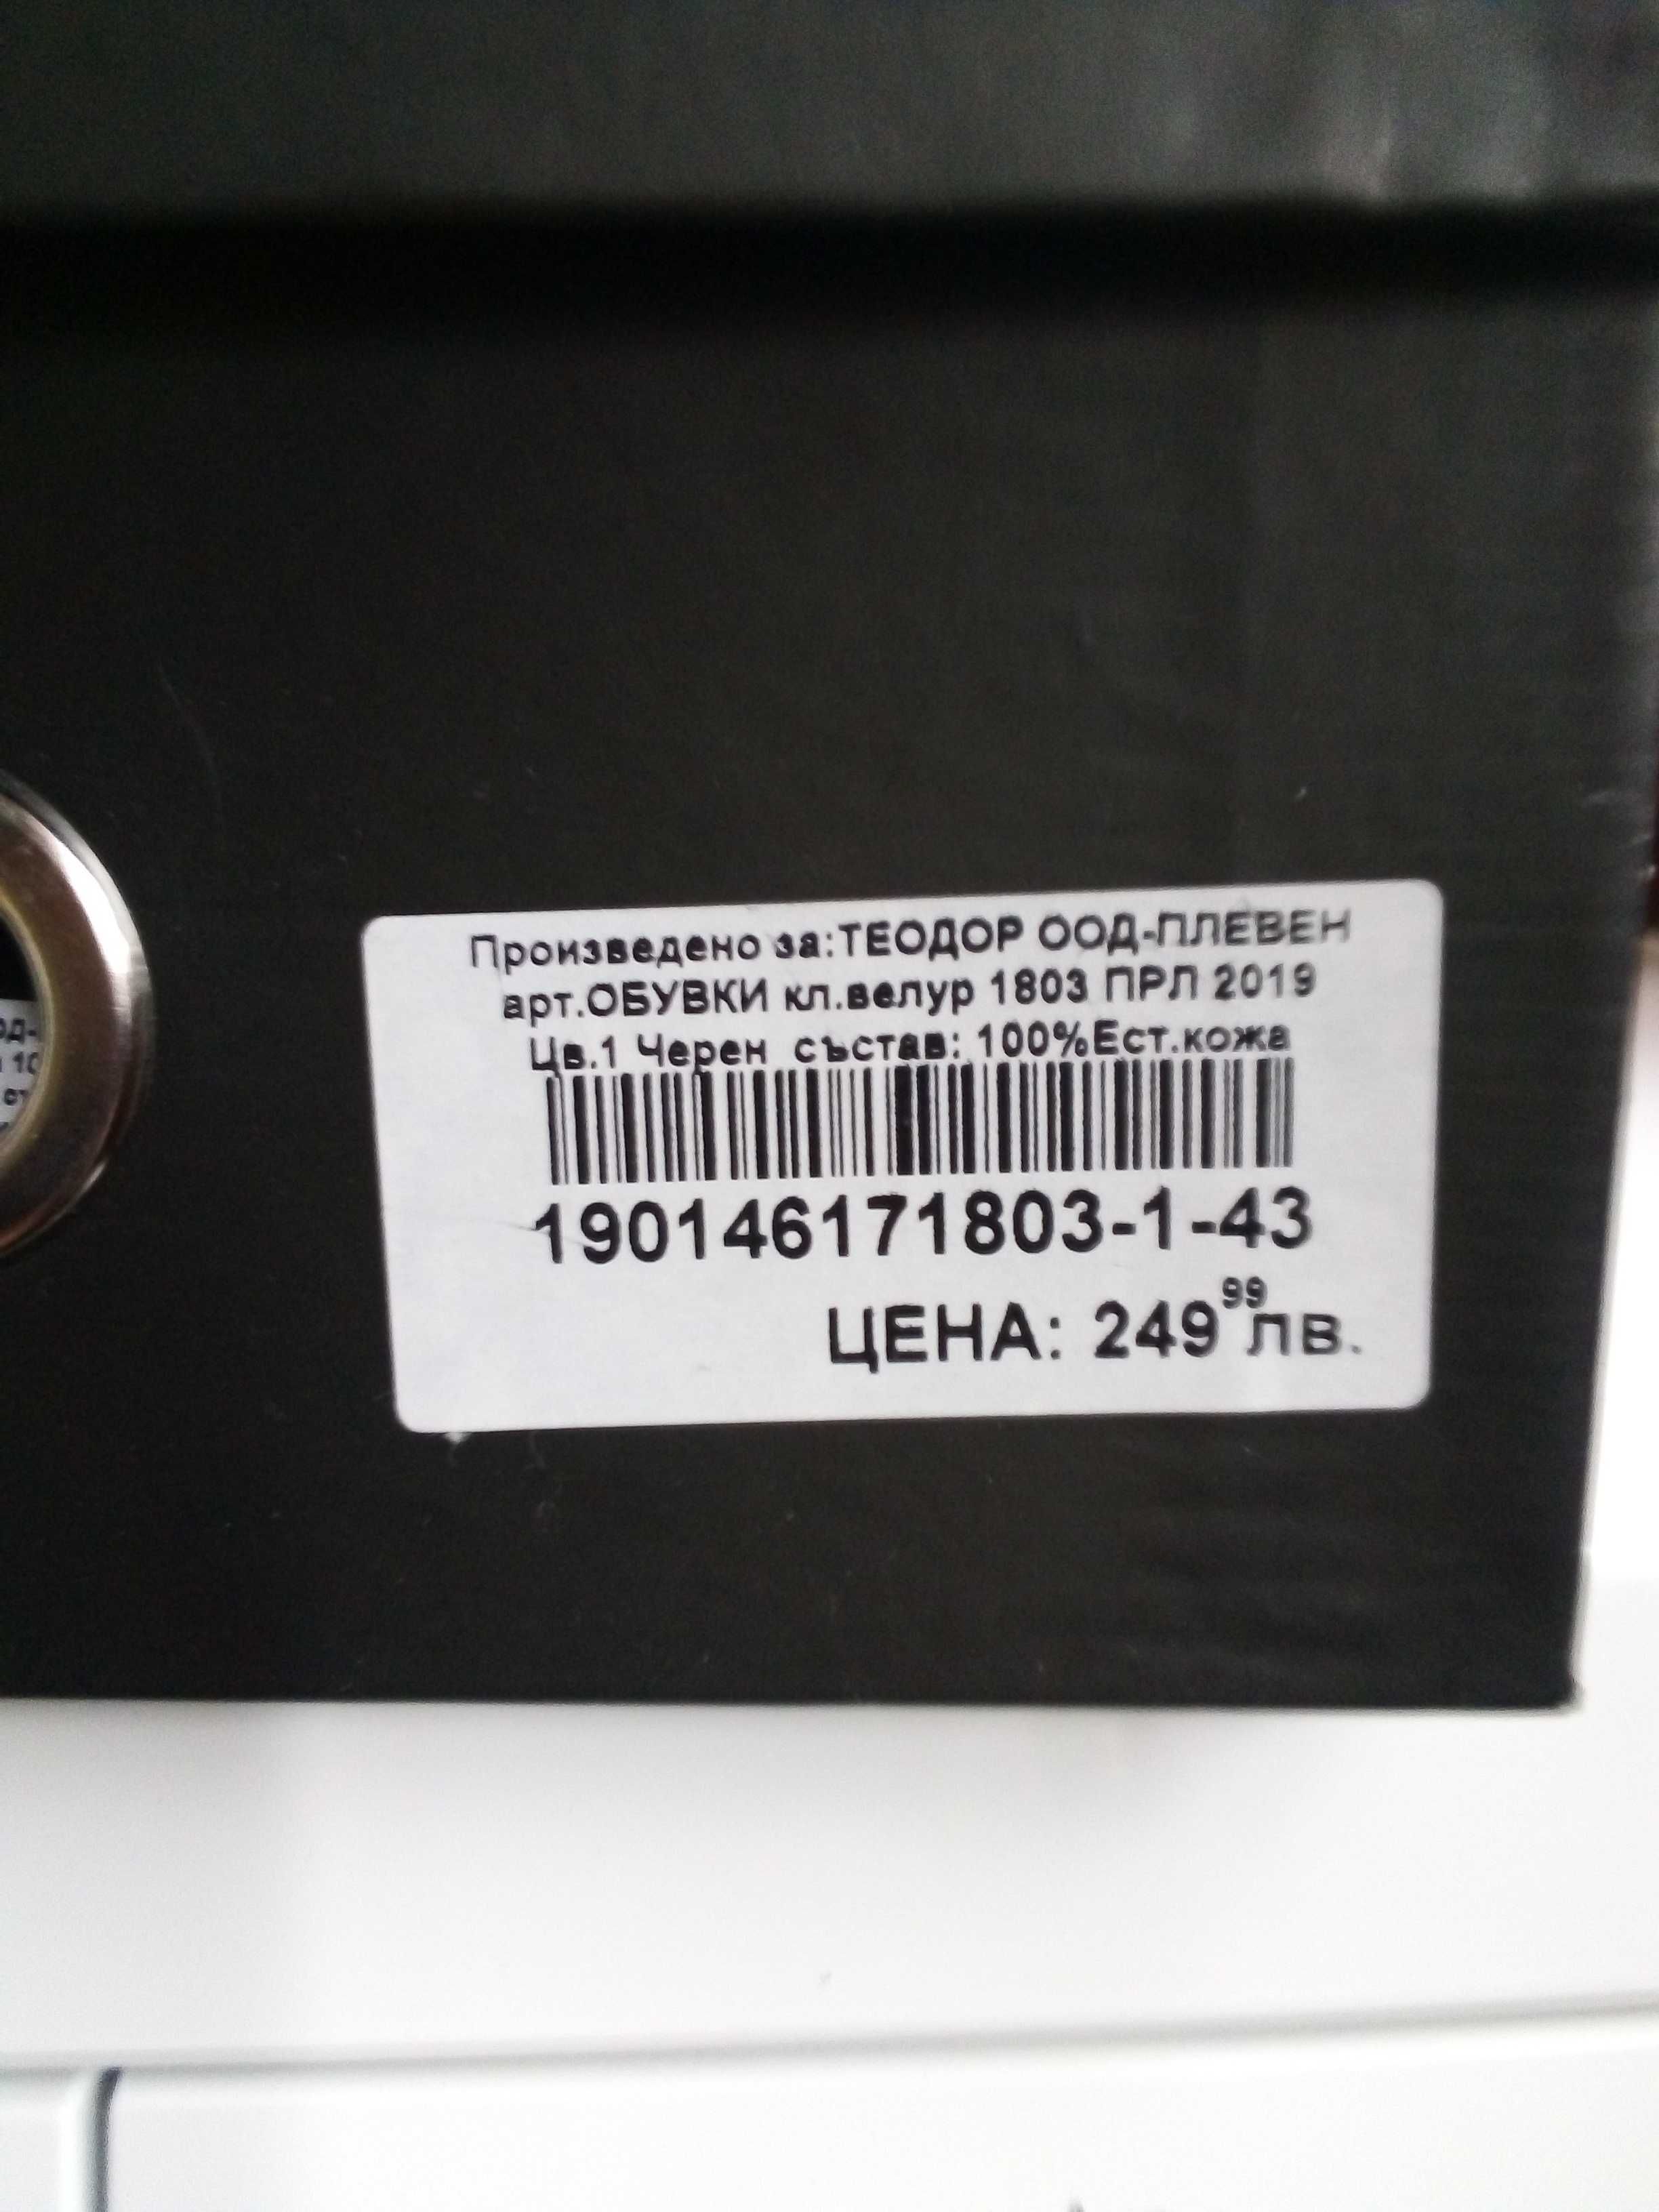 Произведено за:ТЕОДОР ООД-ПЛЕВЕН
арт.ОБУВКИ кл.велур 1803 ПРЛ 2019
Цв.1 Черен състав: 100%Ест.кожа
190146171803-1-43
ЦЕНА: 249 99 лв.